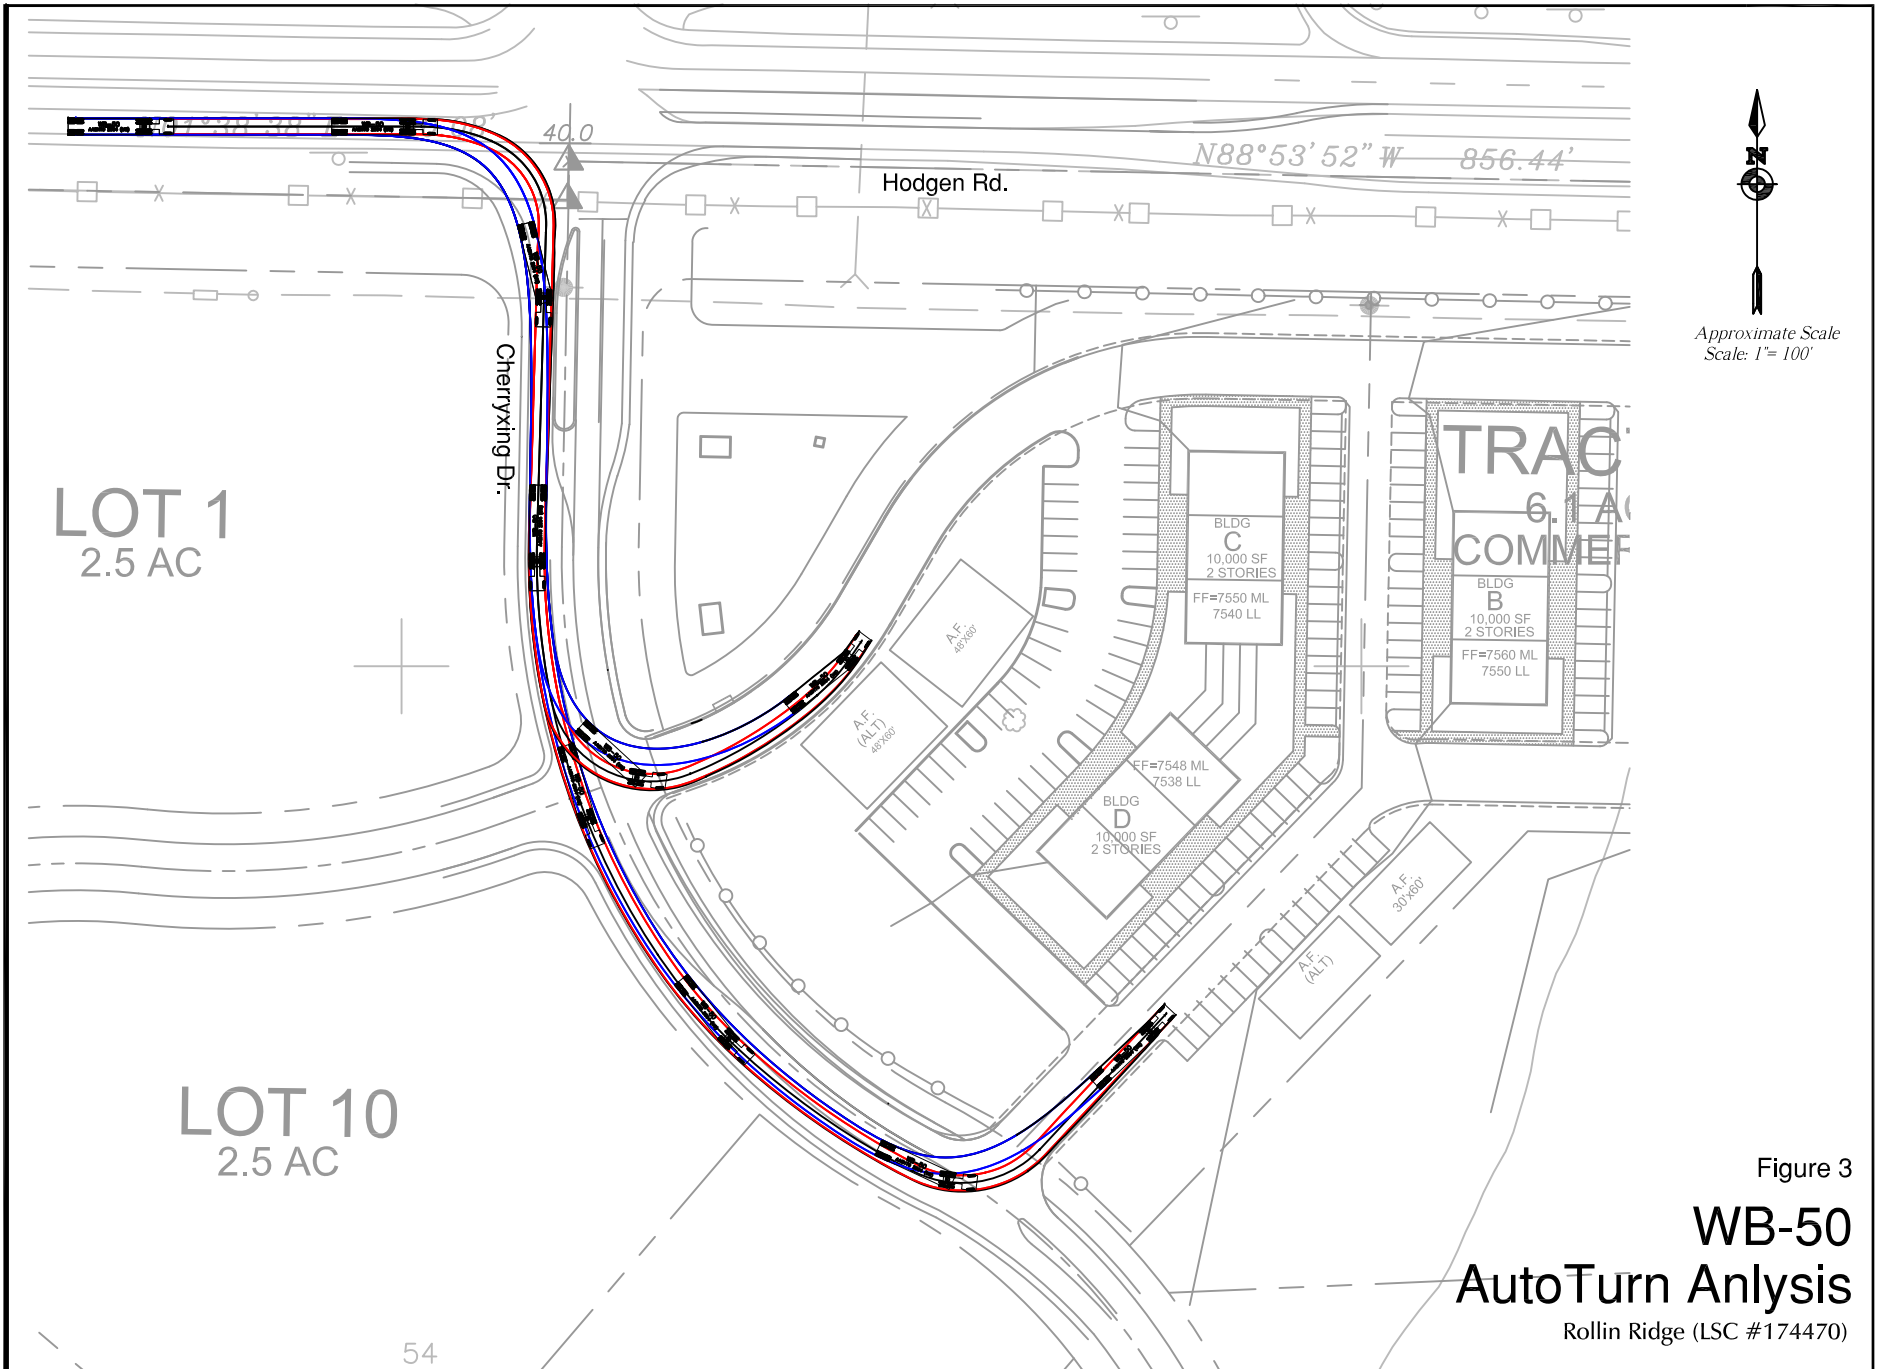 40.0
N88°53'52" W 856.44'
Hodgen Rd.
N
Approximate Scale
Scale: 1"= 100'
Cherryxing Dr.
LOT 1
2.5 AC
TRAC
6.1 A
COMMER
BLDG
C
10,000 SF
2 STORIES
FF=7550 ML
7540 LL
BLDG
B
10,000 SF
2 STORIES
FF=7560 ML
7550 LL
A.F.
48'X60'
A.F.
(ALT)
48'X60'
FF=7548 ML
7538 LL
BLDG
D
10,000 SF
2 STORIES
A.F.
30'x60'
A.F.
(ALT)
LOT 10
2.5 AC
54
Figure 3
WB-50
AutoTurn Anlysis
Rollin Ridge (LSC #174470)